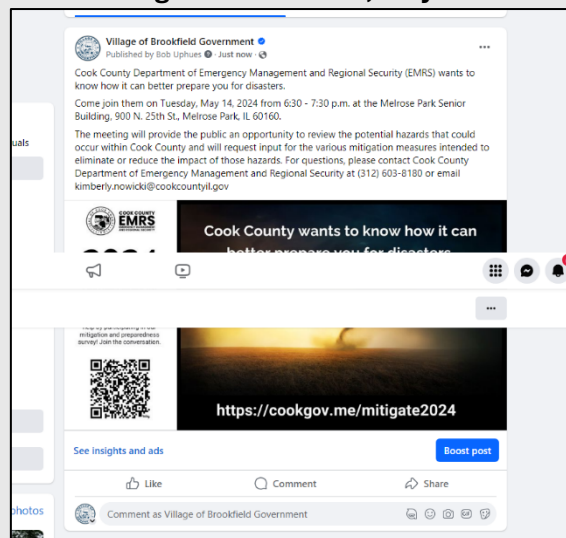 Village of Brookfield Government
Published by Bob Uphues · Just now ·
Cook County Department of Emergency Management and Regional Security (EMRS) wants to
know how it can better prepare you for disasters.
Come join them on Tuesday, May 14, 2024 from 6:30 - 7:30 p.m. at the Melrose Park Senior
Building, 900 N. 25th St., Melrose Park, IL 60160.
The meeting will provide the public an opportunity to review the potential hazards that could
occur within Cook County and will request input for the various mitigation measures intended to
eliminate or reduce the impact of those hazards. For questions, please contact Cook County
Department of Emergency Management and Regional Security at (312) 603-8180 or email
kimberly.nowicki@cookcountyil.gov
uals
COOK COUNTY
EMRS
Cook County wants to know how it can
better prepare you for disasters
mitigation and preparedness
survey! Join the conversation.
https://cookgov.me/mitigate2024
See insights and ads
Boost post
Like
Comment
Share
photos
Comment as Village of Brookfield Government